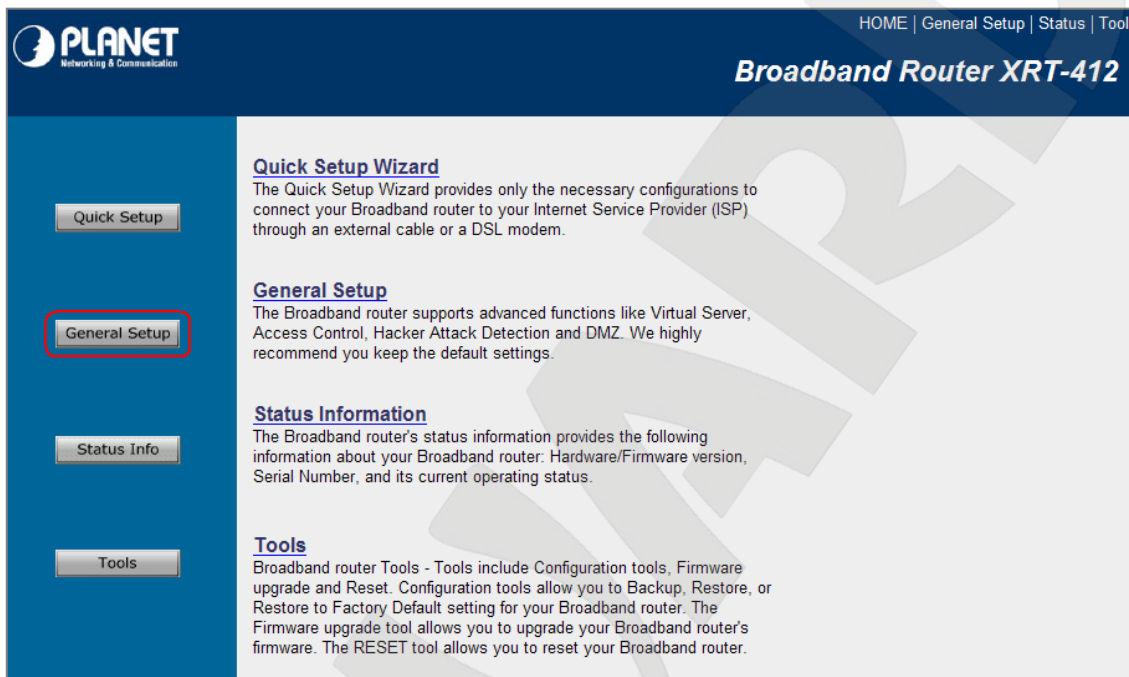 PLANET
Networking & Communication
HOME | General Setup | Status | Tool
Broadband Router XRT-412
Quick Setup
Quick Setup Wizard
The Quick Setup Wizard provides only the necessary configurations to
connect your Broadband router to your Internet Service Provider (ISP)
through an external cable or a DSL modem.
General Setup
General Setup
The Broadband router supports advanced functions like Virtual Server,
Access Control, Hacker Attack Detection and DMZ. We highly
recommend you keep the default settings.
Status Info
Status Information
The Broadband router's status information provides the following
information about your Broadband router: Hardware/Firmware version,
Serial Number, and its current operating status.
Tools
Tools
Broadband router Tools - Tools include Configuration tools, Firmware
upgrade and Reset. Configuration tools allow you to Backup, Restore, or
Restore to Factory Default setting for your Broadband router. The
Firmware upgrade tool allows you to upgrade your Broadband router's
firmware. The RESET tool allows you to reset your Broadband router.